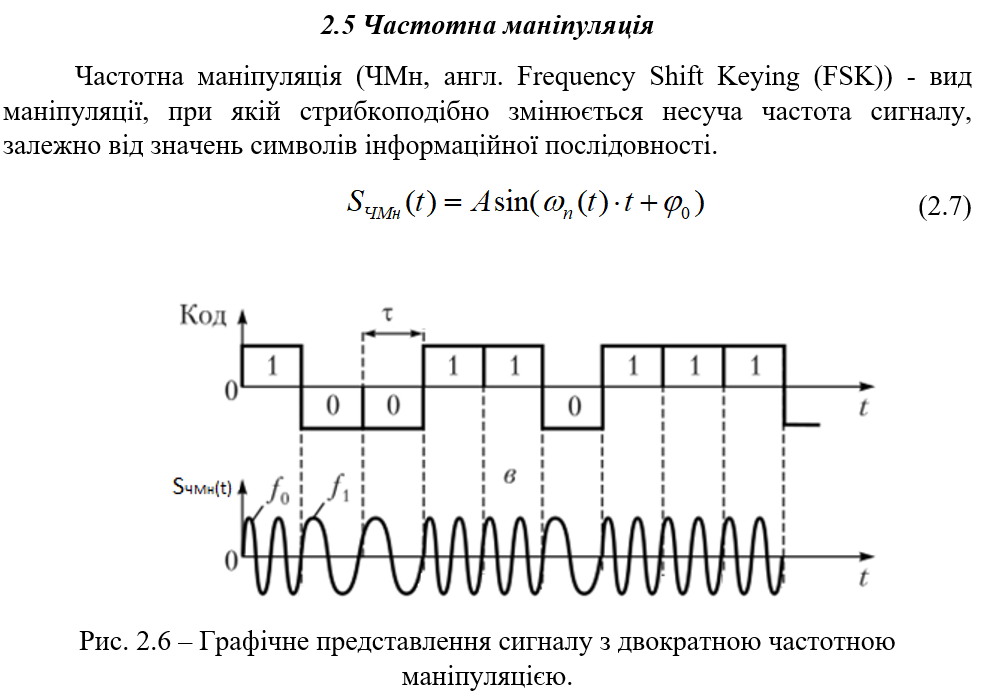 2.5 Частотна маніпуляція
Частотна маніпуляція (ЧМн, англ. Frequency Shift Keying (FSK)) - вид
маніпуляції, при якій стрибкоподібно змінюється несуча частота сигналу,
залежно від значень символів інформаційної послідовності.
S_ЧМн(t) = A sin(ω_n(t)·t + φ_0) (2.7)
Код
τ
1 0 0 1 1 0 1 1 1
0
t
в
Sчмн(t)
f_0 f_1
0
t
Рис. 2.6 – Графічне представлення сигналу з двократною частотною
маніпуляцією.